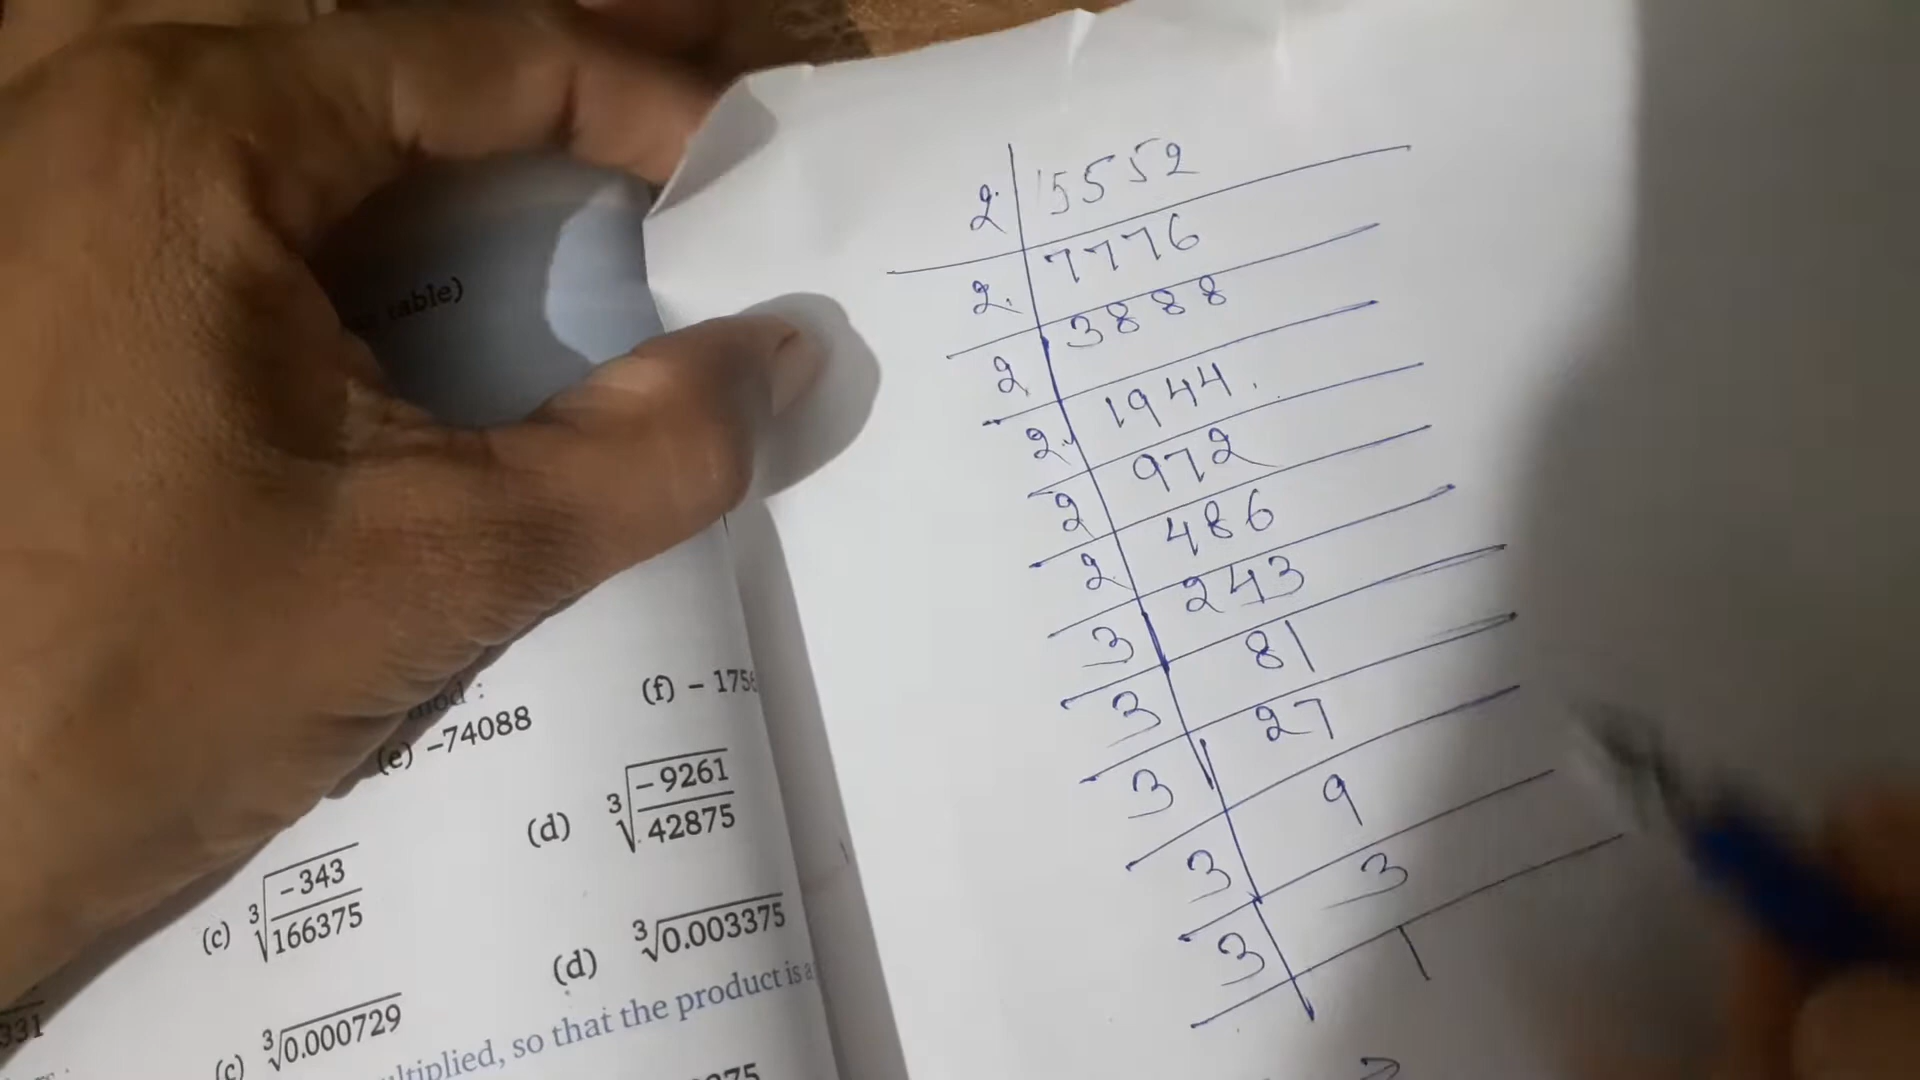 table)
(e) -74088
(f) - 175
(c) ∛(-343/166375)
(d) ∛(-9261/42875)
(c) ∛0.000729
(d) ∛0.003375
331
multiplied, so that the product is a
2 | 15552
2 | 7776
2 | 3888
2 | 1944
2 | 972
2 | 486
3 | 243
3 | 81
3 | 27
3 | 9
3 | 3
1